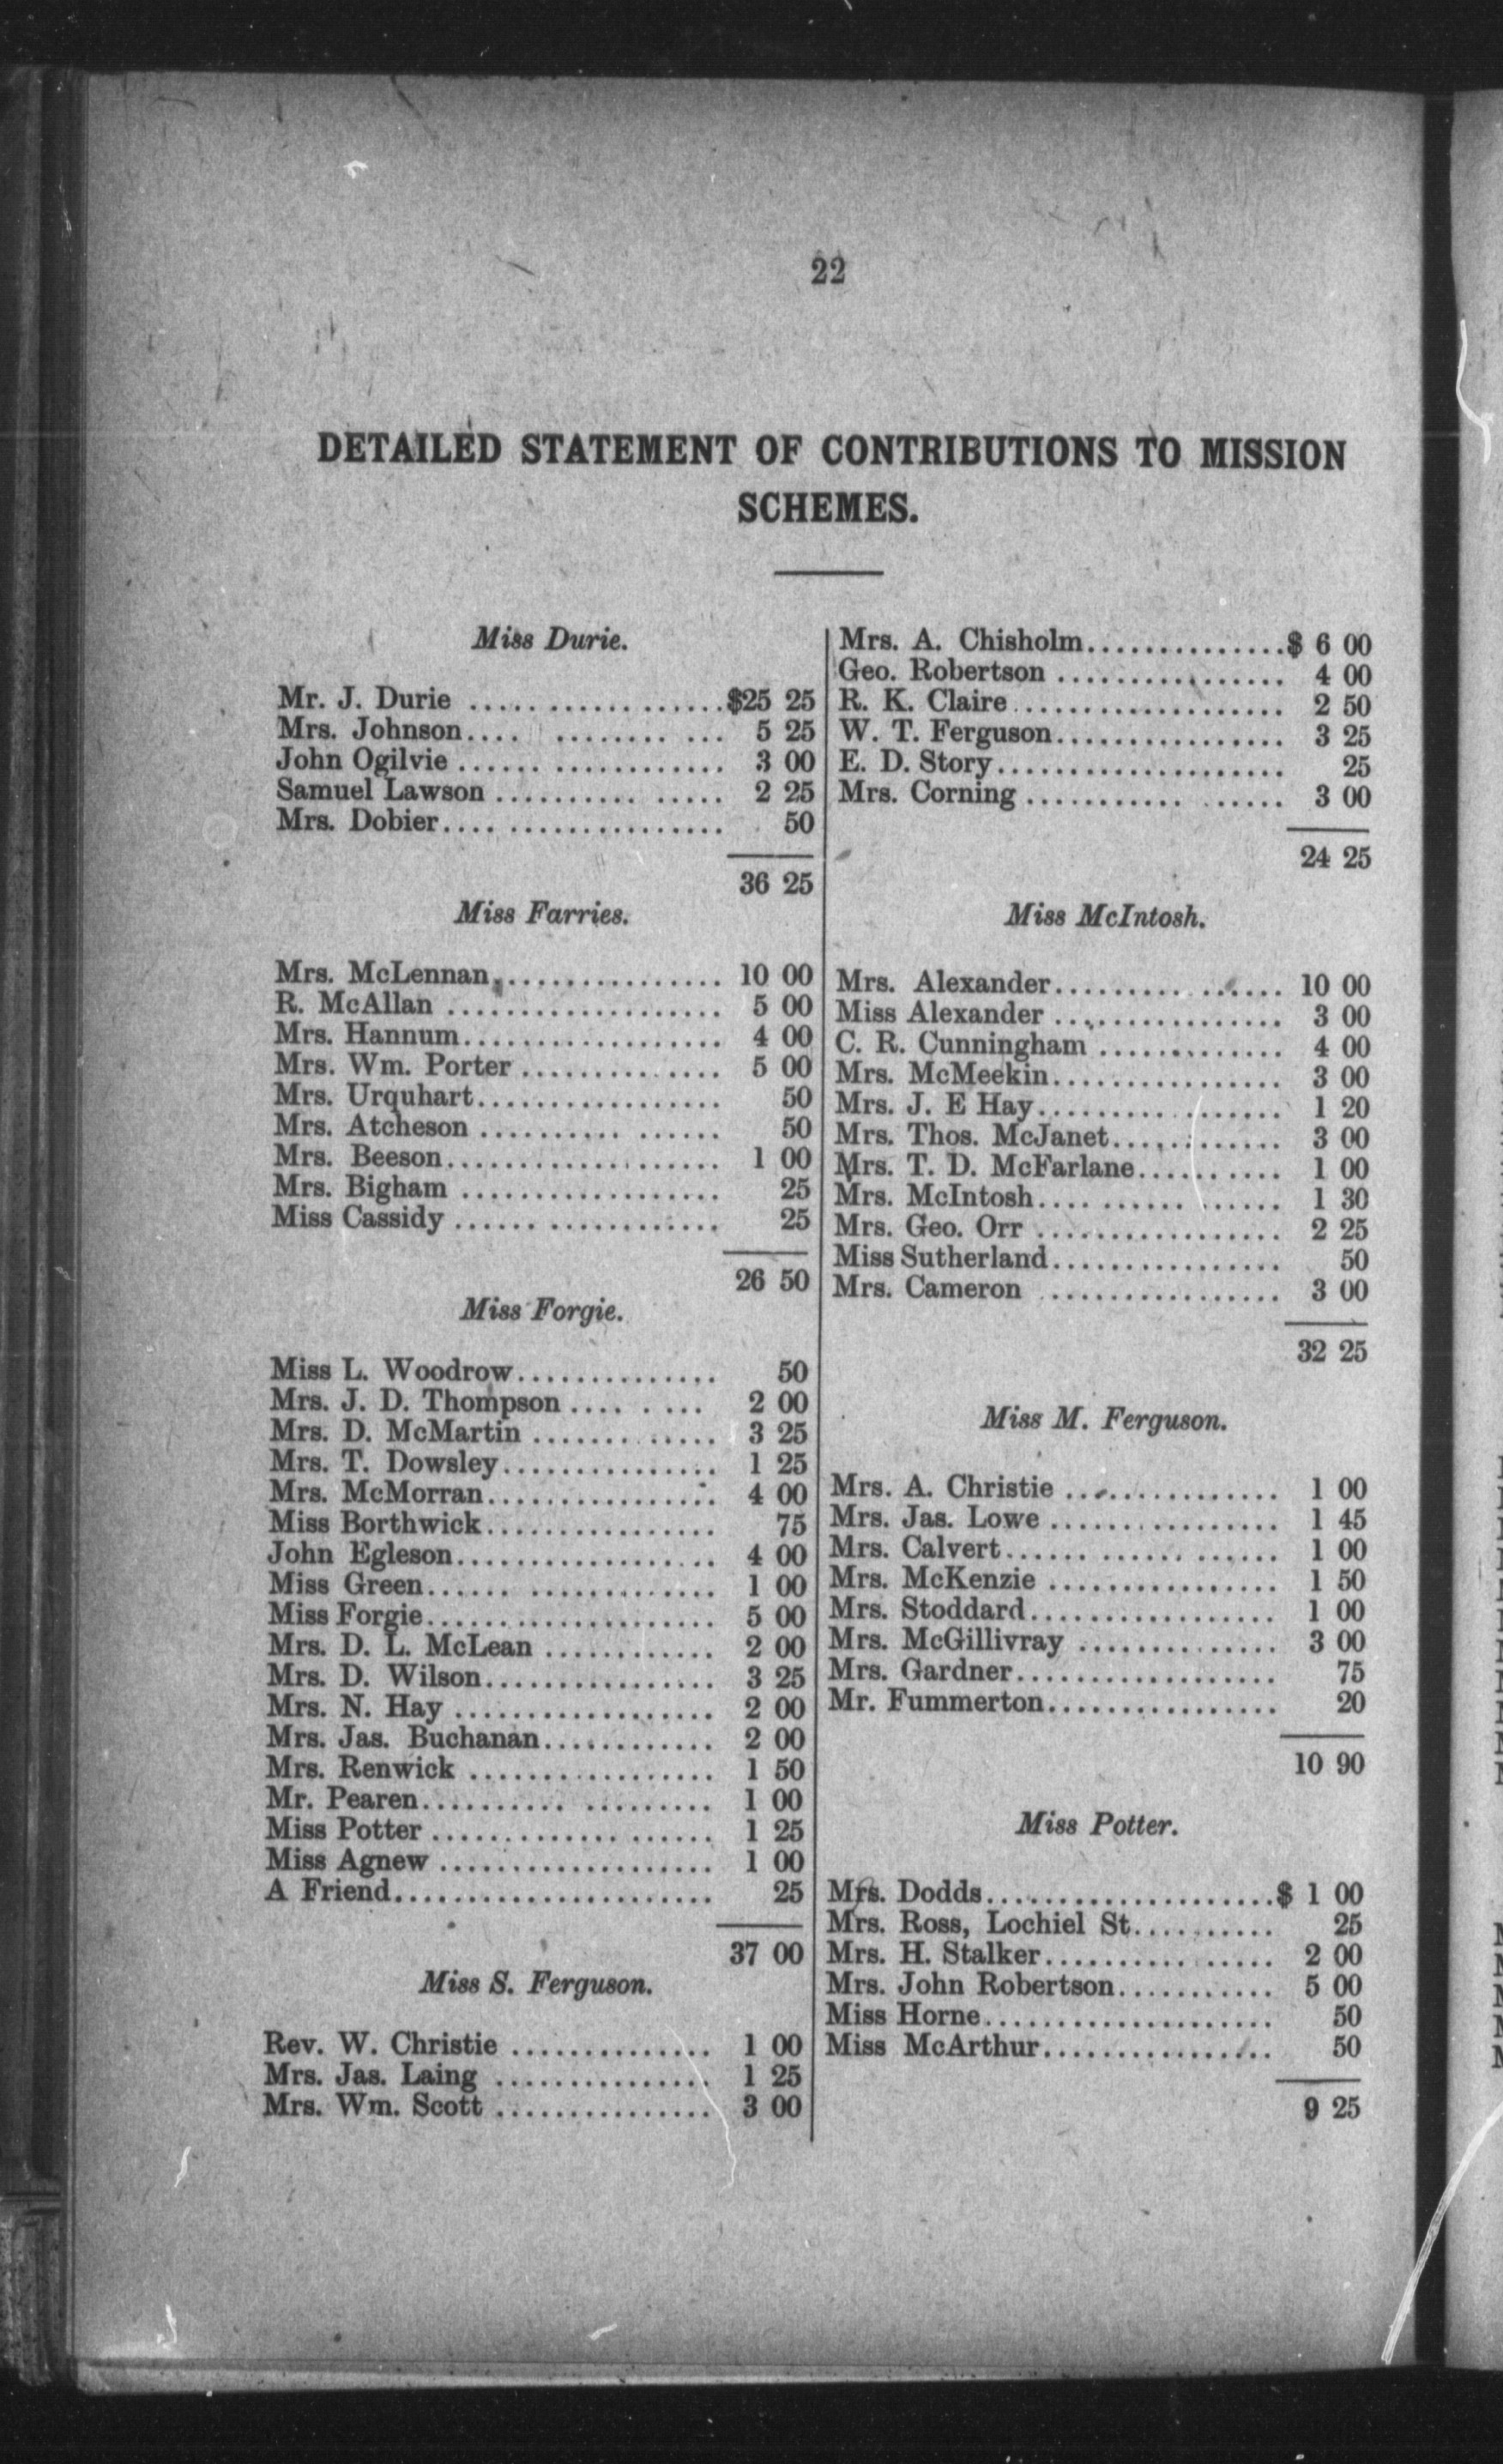 22
DETAILED STATEMENT OF CONTRIBUTIONS TO MISSION
SCHEMES.
Miss Durie.
Mr. J. Durie ..................$25 25
Mrs. Johnson............... 5 25
John Ogilvie .................. 3 00
Samuel Lawson ............... 2 25
Mrs. Dobier.................. 50
36 25
Miss Farries.
Mrs. McLennan................ 10 00
R. McAllan ................... 5 00
Mrs. Hannum.................. 4 00
Mrs. Wm. Porter .............. 5 00
Mrs. Urquhart................. 50
Mrs. Atcheson ................ 50
Mrs. Beeson................... 1 00
Mrs. Bigham .................. 25
Miss Cassidy .................. 25
26 50
Miss Forgie.
Miss L. Woodrow.............. 50
Mrs. J. D. Thompson ......... 2 00
Mrs. D. McMartin ............. 3 25
Mrs. T. Dowsley............... 1 25
Mrs. McMorran................ 4 00
Miss Borthwick................ 75
John Egleson.................. 4 00
Miss Green................... 1 00
Miss Forgie.................... 5 00
Mrs. D. L. McLean ............ 2 00
Mrs. D. Wilson................ 3 25
Mrs. N. Hay .................. 2 00
Mrs. Jas. Buchanan............ 2 00
Mrs. Renwick ................. 1 50
Mr. Pearen................... 1 00
Miss Potter ................... 1 25
Miss Agnew ................... 1 00
A Friend...................... 25
37 00
Miss S. Ferguson.
Rev. W. Christie .............. 1 00
Mrs. Jas. Laing ............... 1 25
Mrs. Wm. Scott ............... 3 00
Mrs. A. Chisholm..............$ 6 00
Geo. Robertson ................ 4 00
R. K. Claire................... 2 50
W. T. Ferguson................ 3 25
E. D. Story.................... 25
Mrs. Corning ................. 3 00
24 25
Miss McIntosh.
Mrs. Alexander............... 10 00
Miss Alexander ................ 3 00
C. R. Cunningham ............. 4 00
Mrs. McMeekin................ 3 00
Mrs. J. E Hay................. 1 20
Mrs. Thos. McJanet............ 3 00
Mrs. T. D. McFarlane.......... 1 00
Mrs. McIntosh................. 1 30
Mrs. Geo. Orr ................. 2 25
Miss Sutherland................ 50
Mrs. Cameron ................. 3 00
32 25
Miss M. Ferguson.
Mrs. A. Christie ............... 1 00
Mrs. Jas. Lowe ................ 1 45
Mrs. Calvert................... 1 00
Mrs. McKenzie ................ 1 50
Mrs. Stoddard................. 1 00
Mrs. McGillivray .............. 3 00
Mrs. Gardner.................. 75
Mr. Fummerton................ 20
10 90
Miss Potter.
Mrs. Dodds....................$ 1 00
Mrs. Ross, Lochiel St.......... 25
Mrs. H. Stalker................ 2 00
Mrs. John Robertson........... 5 00
Miss Horne.................... 50
Miss McArthur................ 50
9 25